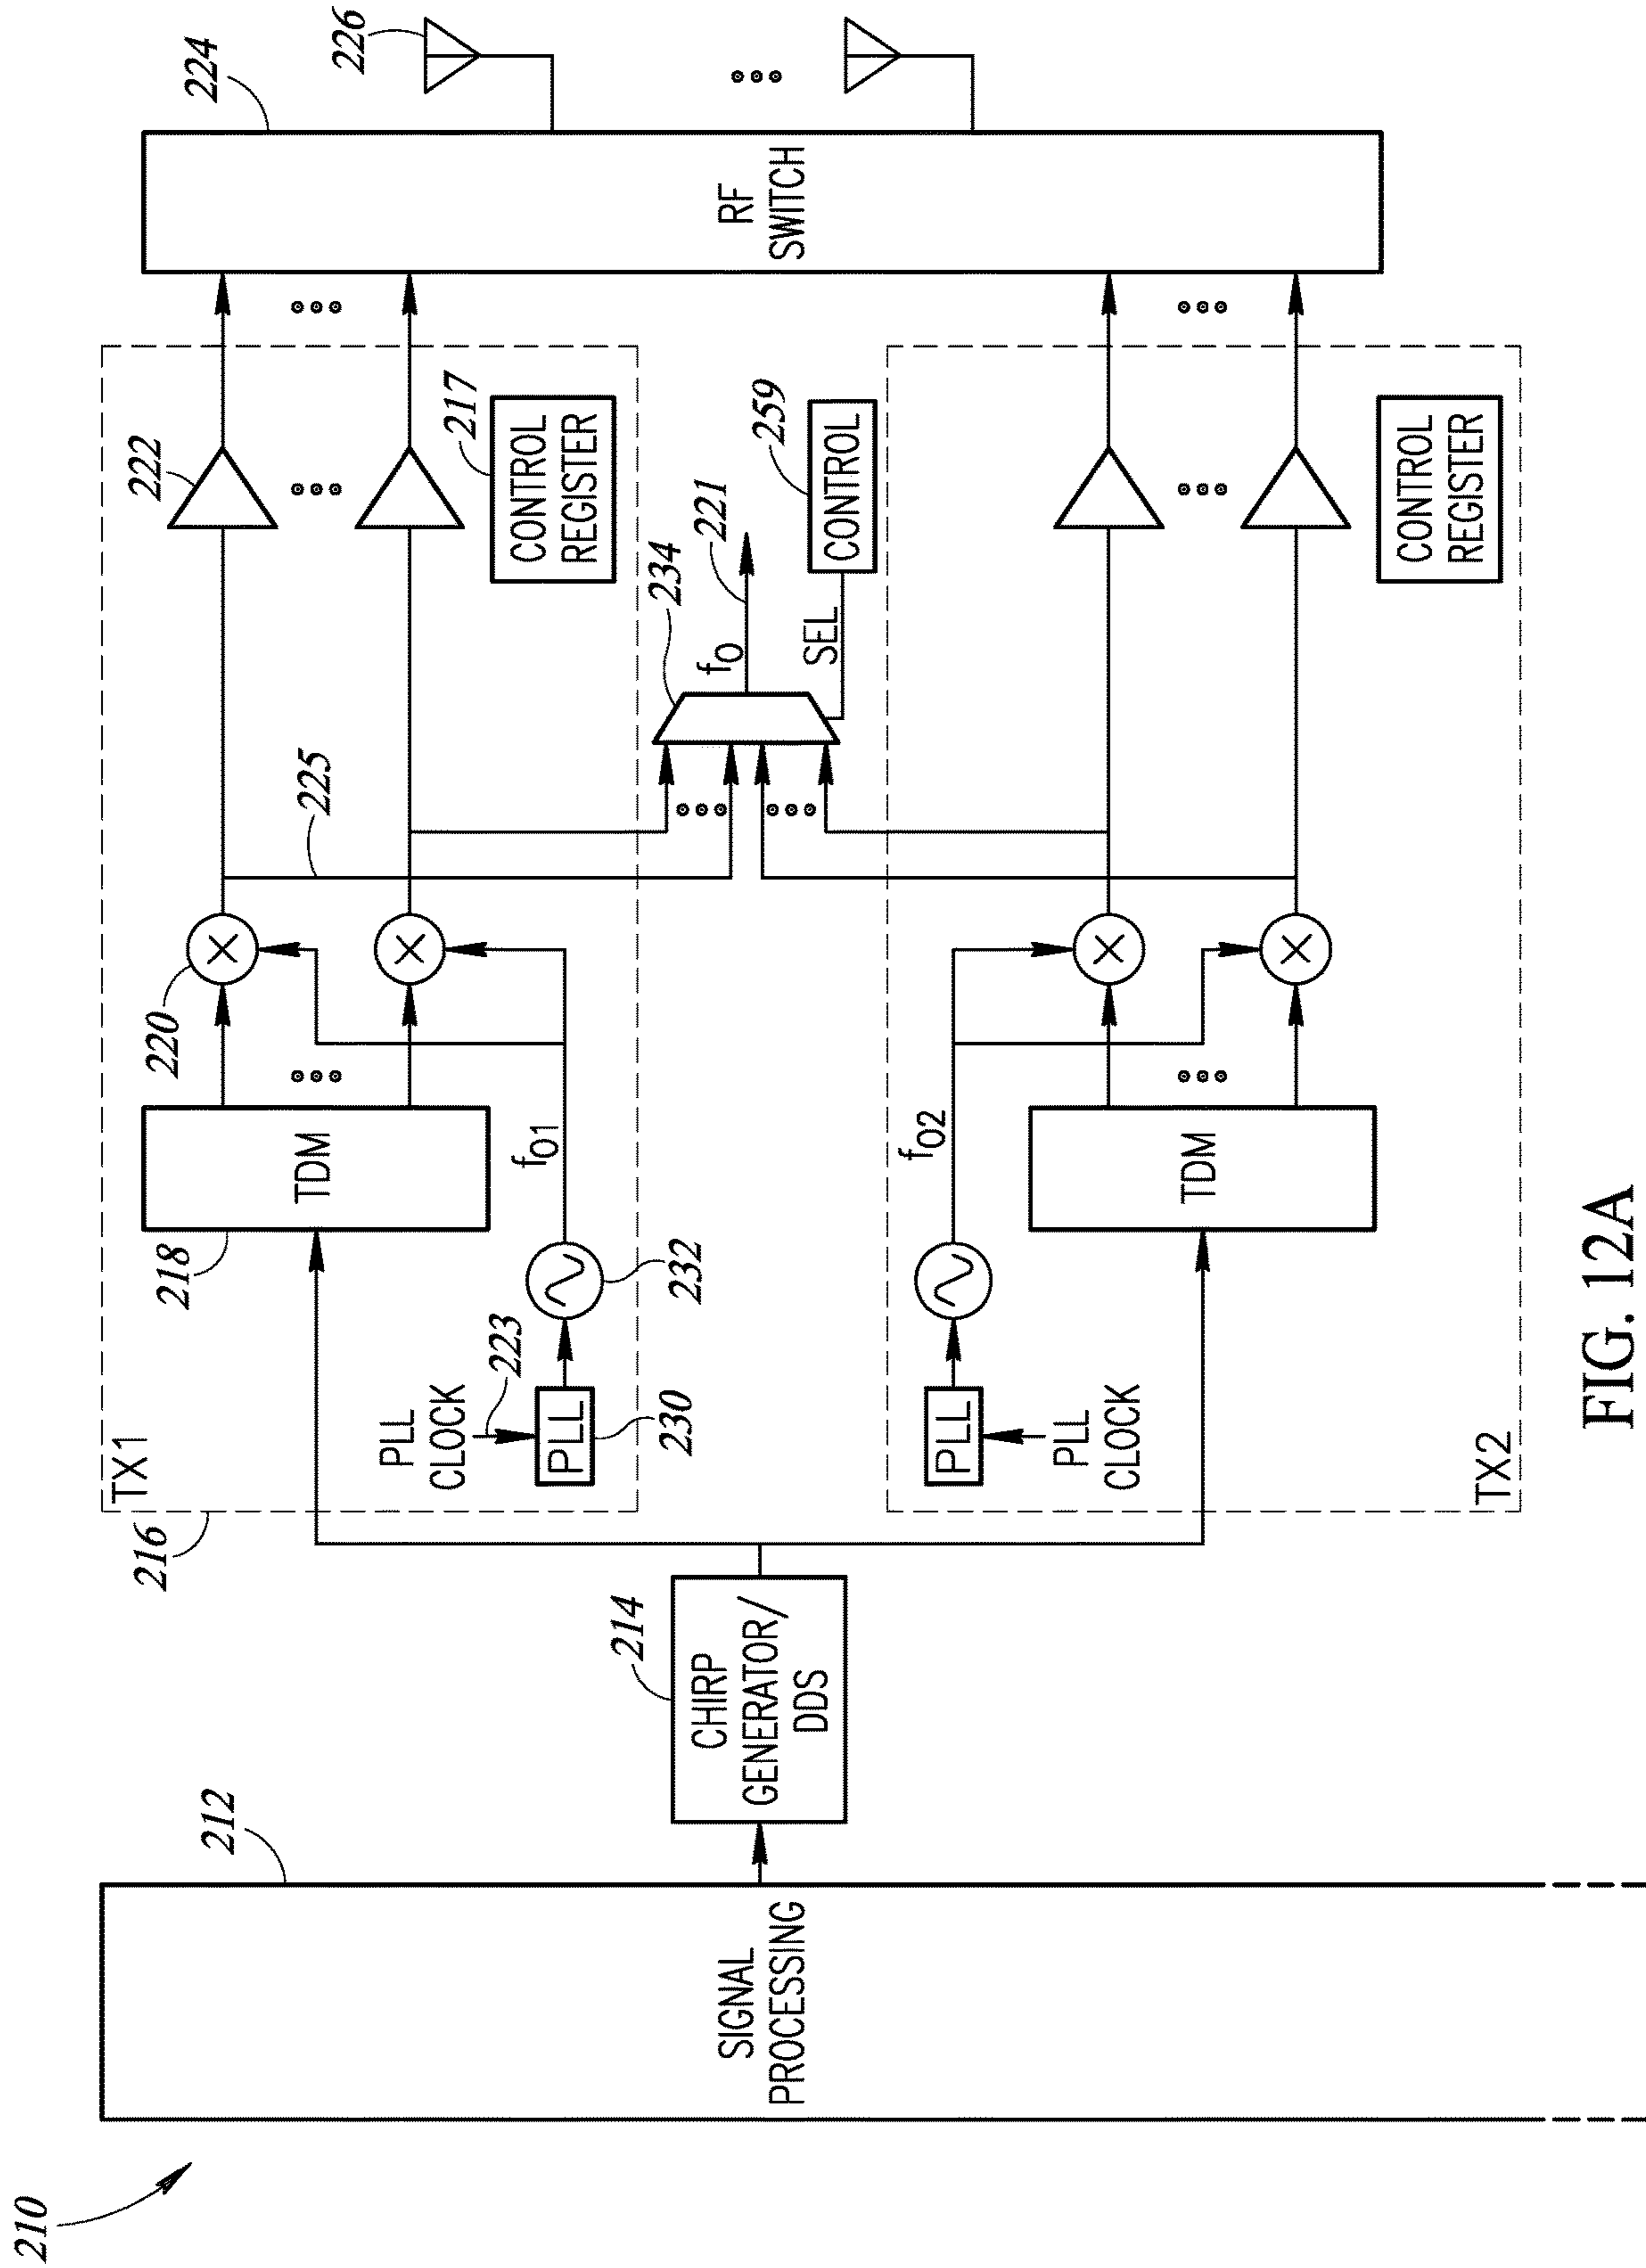 210
212
SIGNAL
PROCESSING
214
CHIRP
GENERATOR/
DDS
216
TX1
218
TDM
220
222
224
226
225
PLL
CLOCK
223
PLL
230
232
f01
CONTROL
REGISTER
217
234
fO
221
SEL
CONTROL
259
RF
SWITCH
f02
PLL
PLL
CLOCK
TDM
CONTROL
REGISTER
TX2
FIG. 12A